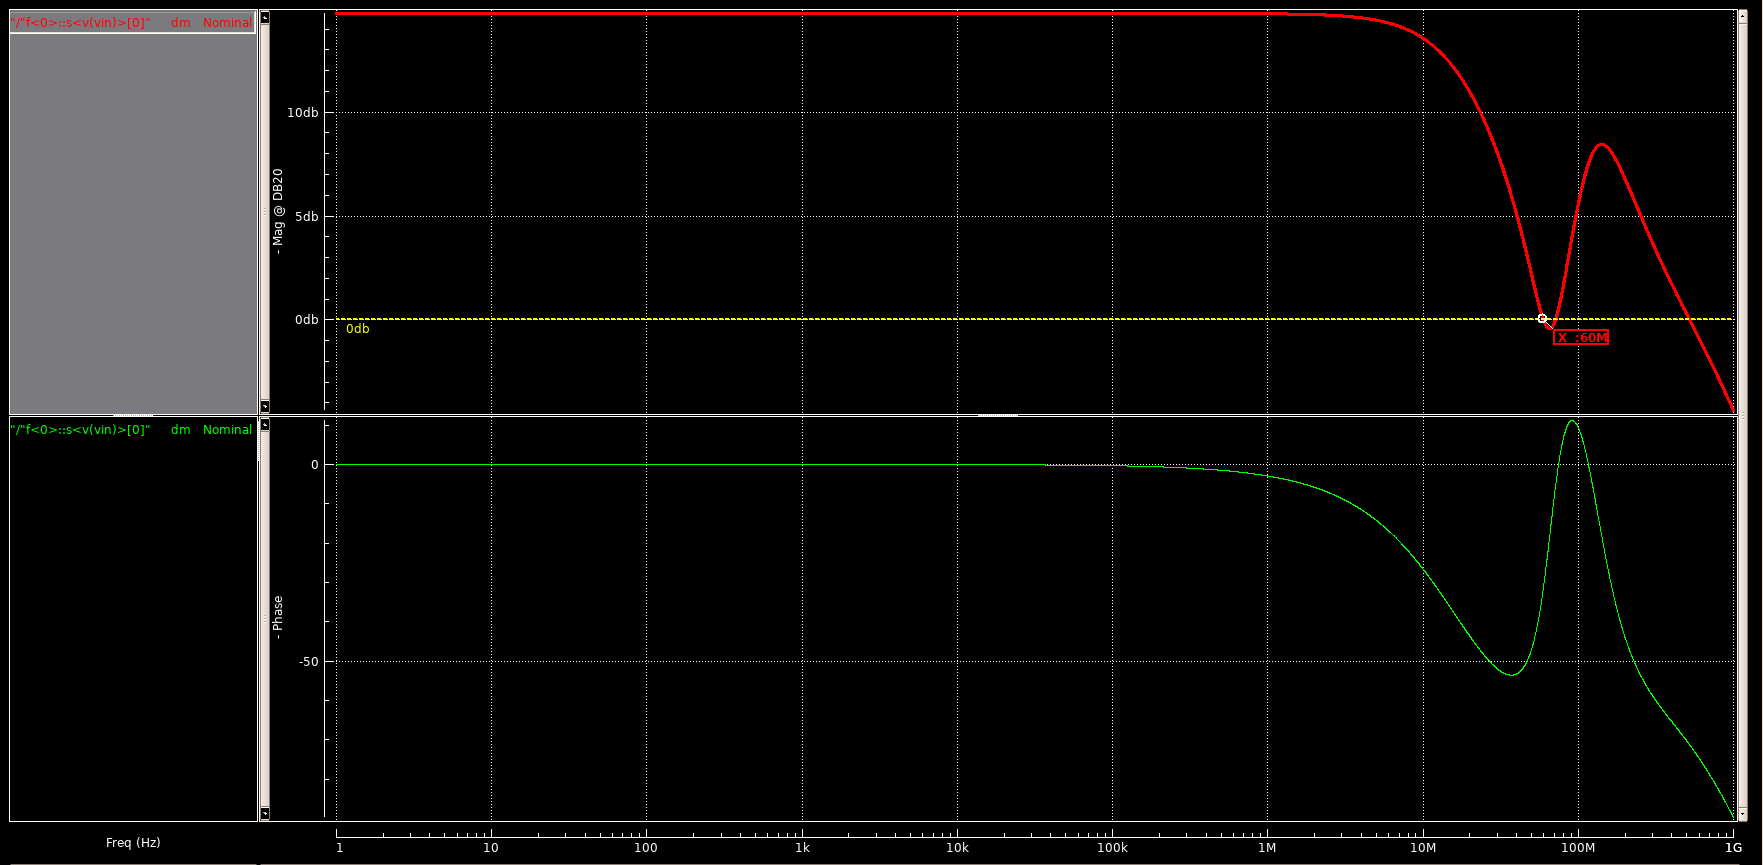 "/"f<0>::s<v(vin)>[0]" dm Nominal
10db
5db
0db
- Mag @ DB20
0db
X :60M
"/"f<0>::s<v(vin)>[0]" dm Nominal
0
-50
- Phase
Freq (Hz)
1 10 100 1k 10k 100k 1M 10M 100M 1G